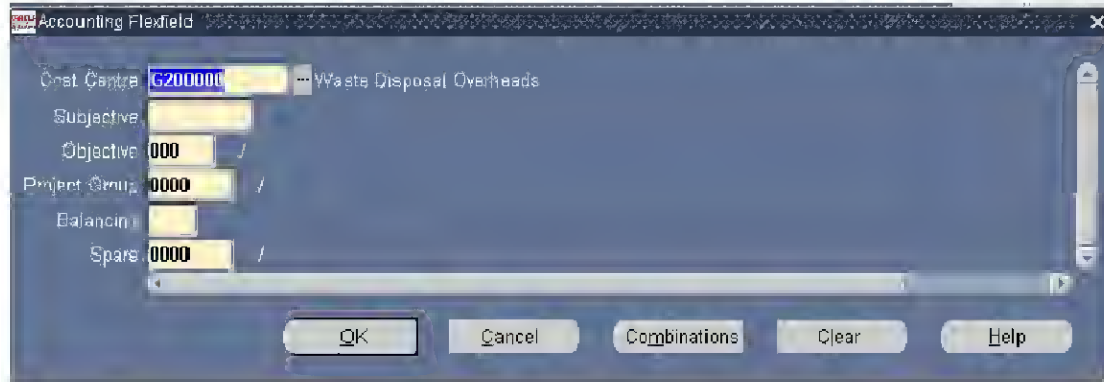 Accounting Flexfield
Cost Centre G200000 ... Waste Disposal Overheads
Subjective
Objective 000 /
Project Group 0000 /
Balancing
Spare 0000 /
OK Cancel Combinations Clear Help